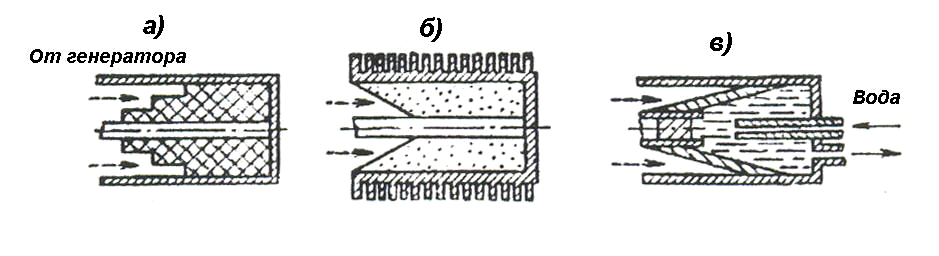 а)
б)
в)
От генератора
Вода